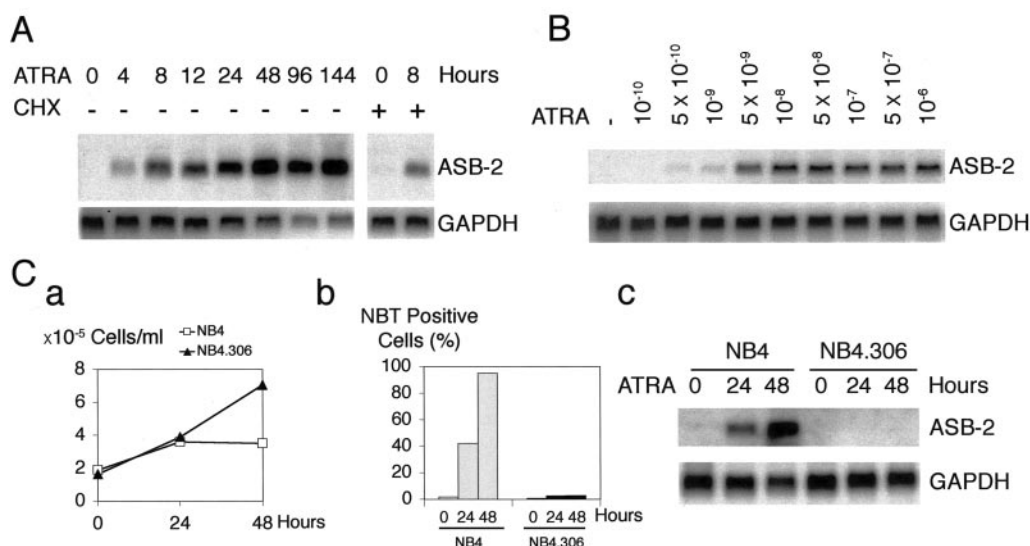 A
ATRA 0 4 8 12 24 48 96 144 0 8 Hours
CHX - - - - - - - - + +
ASB-2
GAPDH
B
ATRA - 10⁻¹⁰ 5 x 10⁻¹⁰ 10⁻⁹ 5 x 10⁻⁹ 10⁻⁸ 5 x 10⁻⁸ 10⁻⁷ 5 x 10⁻⁷ 10⁻⁶
ASB-2
GAPDH
C
a
x10⁻⁵ Cells/ml
NB4
NB4.306
8
6
4
2
0
0 24 48 Hours
b
NBT Positive
Cells (%)
100
80
60
40
20
0
0 24 48 0 24 48 Hours
NB4 NB4.306
c
NB4 NB4.306
ATRA 0 24 48 0 24 48 Hours
ASB-2
GAPDH